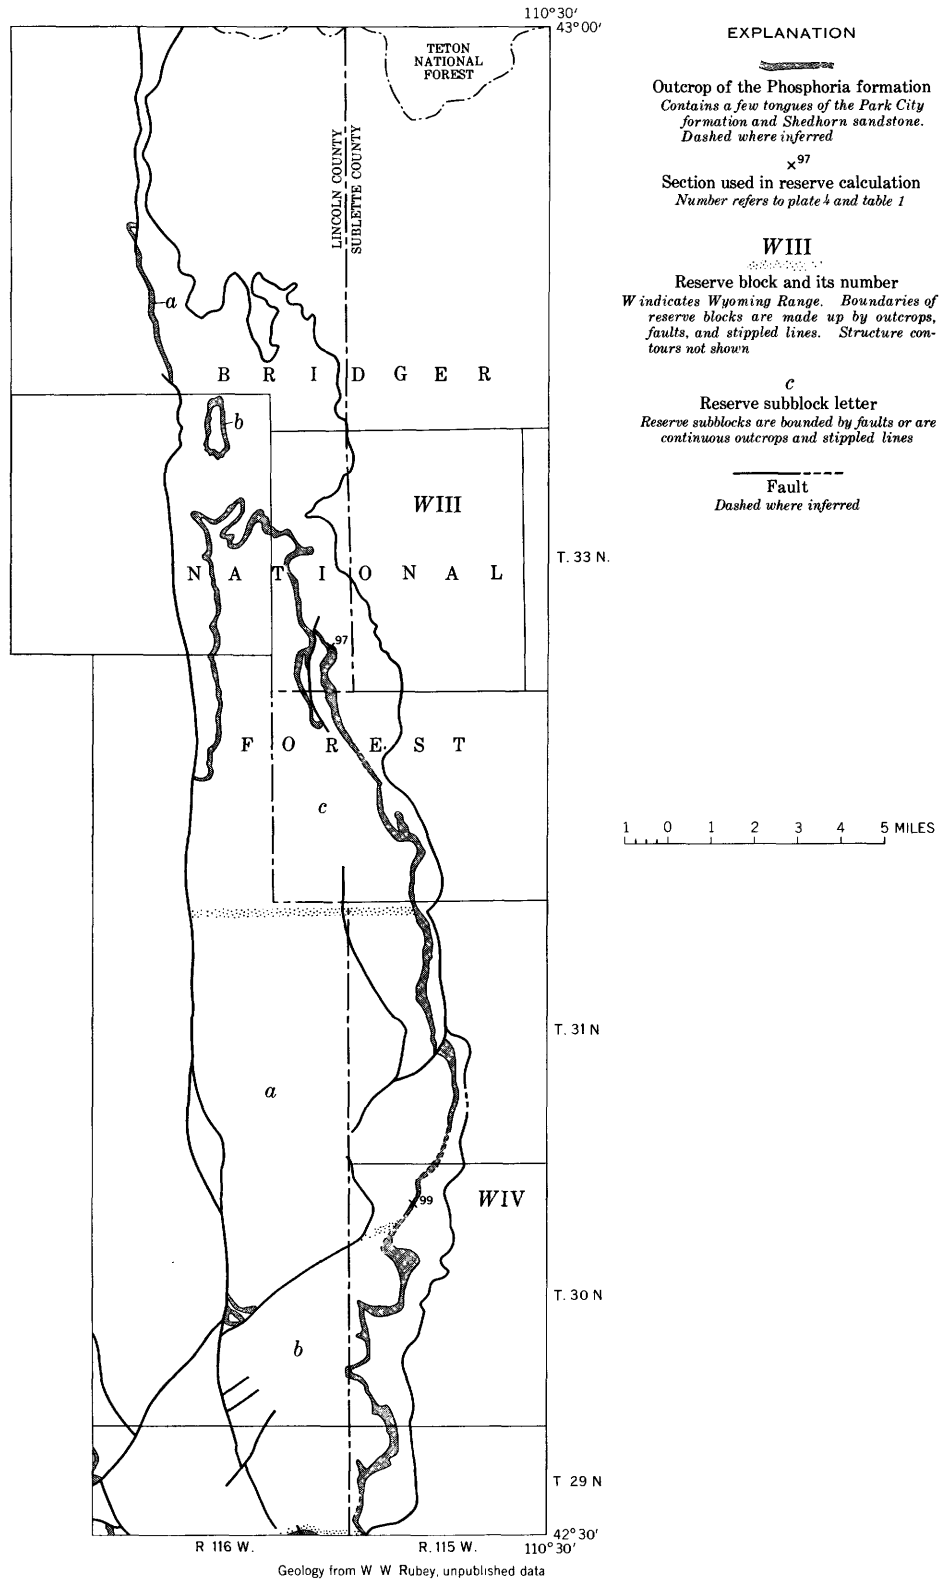 110°30′
43°00′
TETON
NATIONAL
FOREST
LINCOLN COUNTY
SUBLETTE COUNTY
a
BRIDGER
b
WIII
NATIONAL
T. 33 N.
97
FOREST
c
T. 31 N
a
99
WIV
T. 30 N
b
T 29 N
42°30′
R 116 W.
R. 115 W.
110°30′
Geology from W W Rubey, unpublished data
EXPLANATION
Outcrop of the Phosphoria formation
Contains a few tongues of the Park City
formation and Shedhorn sandstone.
Dashed where inferred
×97
Section used in reserve calculation
Number refers to plate 4 and table 1
WIII
Reserve block and its number
W indicates Wyoming Range. Boundaries of
reserve blocks are made up by outcrops,
faults, and stippled lines. Structure con-
tours not shown
c
Reserve subblock letter
Reserve subblocks are bounded by faults or are
continuous outcrops and stippled lines
Fault
Dashed where inferred
1 0 1 2 3 4 5 MILES